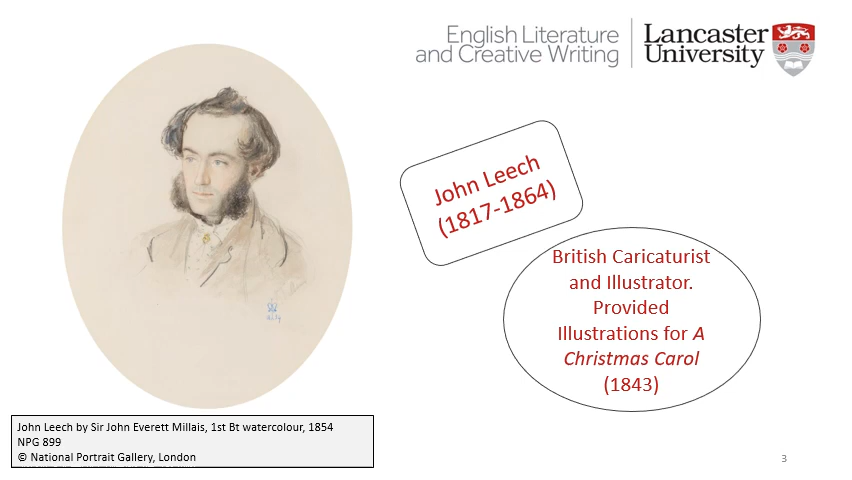 English Literature
and Creative Writing
Lancaster
University
John Leech
(1817-1864)
British Caricaturist
and Illustrator.
Provided
Illustrations for A
Christmas Carol
(1843)
John Leech by Sir John Everett Millais, 1st Bt watercolour, 1854
NPG 899
© National Portrait Gallery, London
3